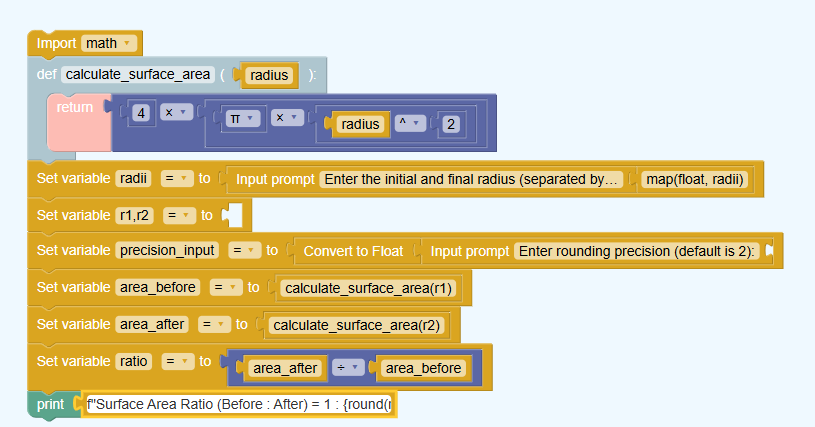 Import math
def calculate_surface_area ( radius ):
return 4 × π × radius ^ 2
Set variable radii = to Input prompt Enter the initial and final radius (separated by… map(float, radii)
Set variable r1,r2 = to
Set variable precision_input = to Convert to Float Input prompt Enter rounding precision (default is 2):
Set variable area_before = to calculate_surface_area(r1)
Set variable area_after = to calculate_surface_area(r2)
Set variable ratio = to area_after ÷ area_before
print f"Surface Area Ratio (Before : After) = 1 : {round(r